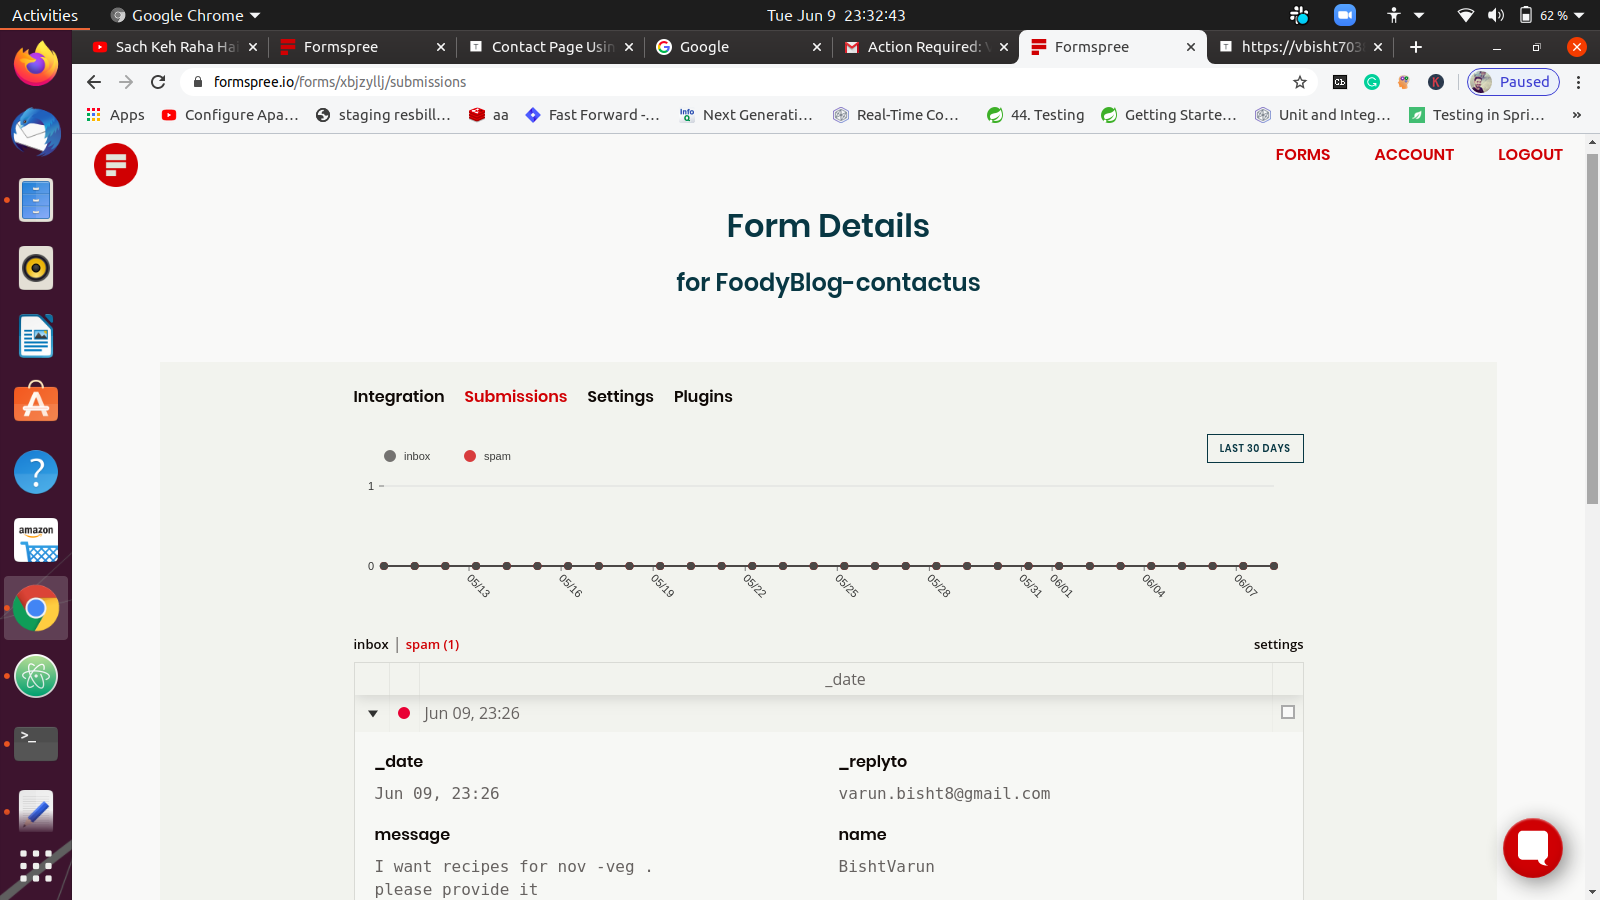 Activities
Google Chrome
Tue Jun 9 23:32:43
62 %
Sach Keh Raha Hai
Formspree
Contact Page Usin
Google
Action Required: V
Formspree
https://vbisht703
formspree.io/forms/xbjzyllj/submissions
Paused
Apps
Configure Apa...
staging resbill...
aa
Fast Forward -...
Next Generati...
Real-Time Co...
44. Testing
Getting Starte...
Unit and Integ...
Testing in Spri...
»
FORMS
ACCOUNT
LOGOUT
Form Details
for FoodyBlog-contactus
Integration
Submissions
Settings
Plugins
inbox
spam
LAST 30 DAYS
1
0
05/13
05/16
05/19
05/22
05/25
05/28
05/31
06/01
06/04
06/07
inbox | spam (1)
settings
_date
Jun 09, 23:26
_date
_replyto
Jun 09, 23:26
varun.bisht8@gmail.com
message
name
I want recipes for nov -veg .
BishtVarun
please provide it
amazon